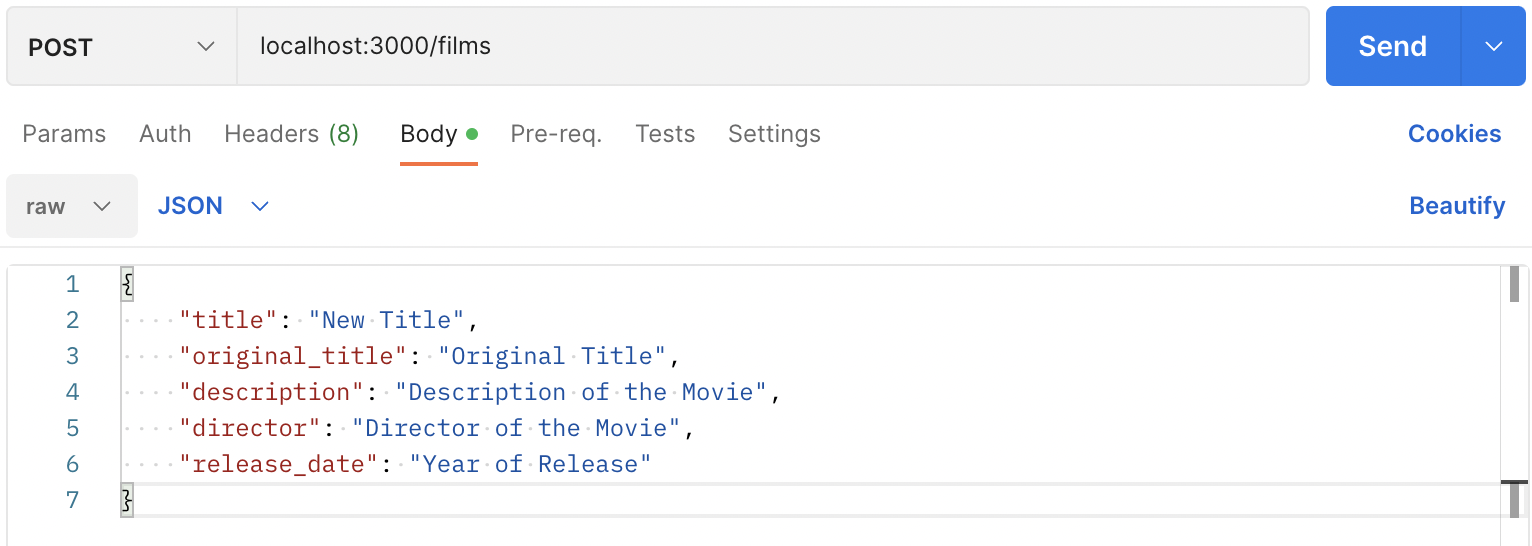 POST localhost:3000/films Send
Params Auth Headers (8) Body Pre-req. Tests Settings Cookies
raw JSON Beautify
1 {
2 "title": "New Title",
3 "original_title": "Original Title",
4 "description": "Description of the Movie",
5 "director": "Director of the Movie",
6 "release_date": "Year of Release"
7 }